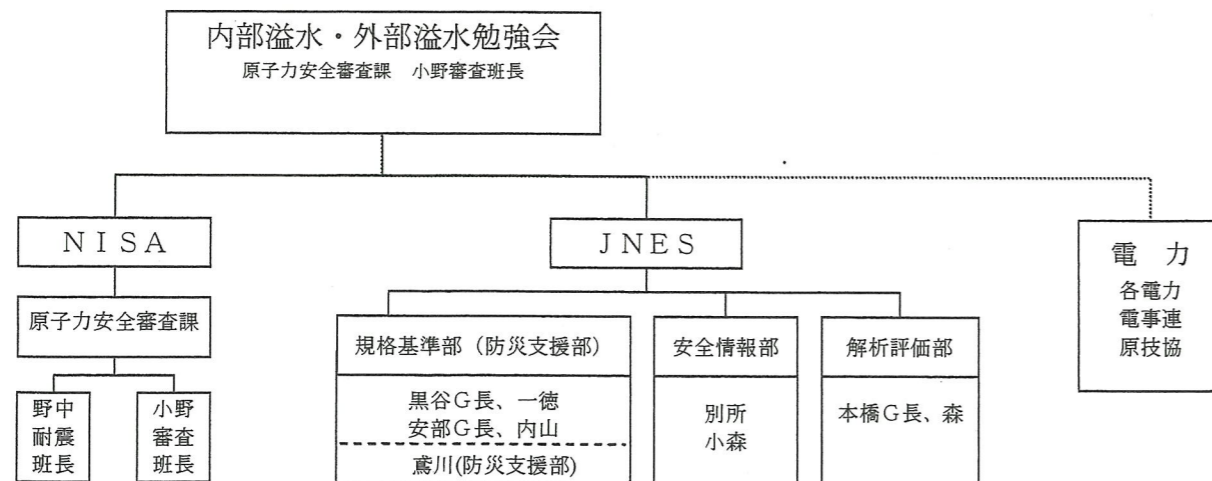 内部溢水・外部溢水勉強会
原子力安全審査課　小野審査班長
ＮＩＳＡ
ＪＮＥＳ
電　力
各電力
電事連
原技協
原子力安全審査課
野中
耐震
班長
小野
審査
班長
規格基準部（防災支援部）
黒谷Ｇ長、一徳
安部Ｇ長、内山
鳶川(防災支援部)
安全情報部
別所
小森
解析評価部
本橋Ｇ長、森